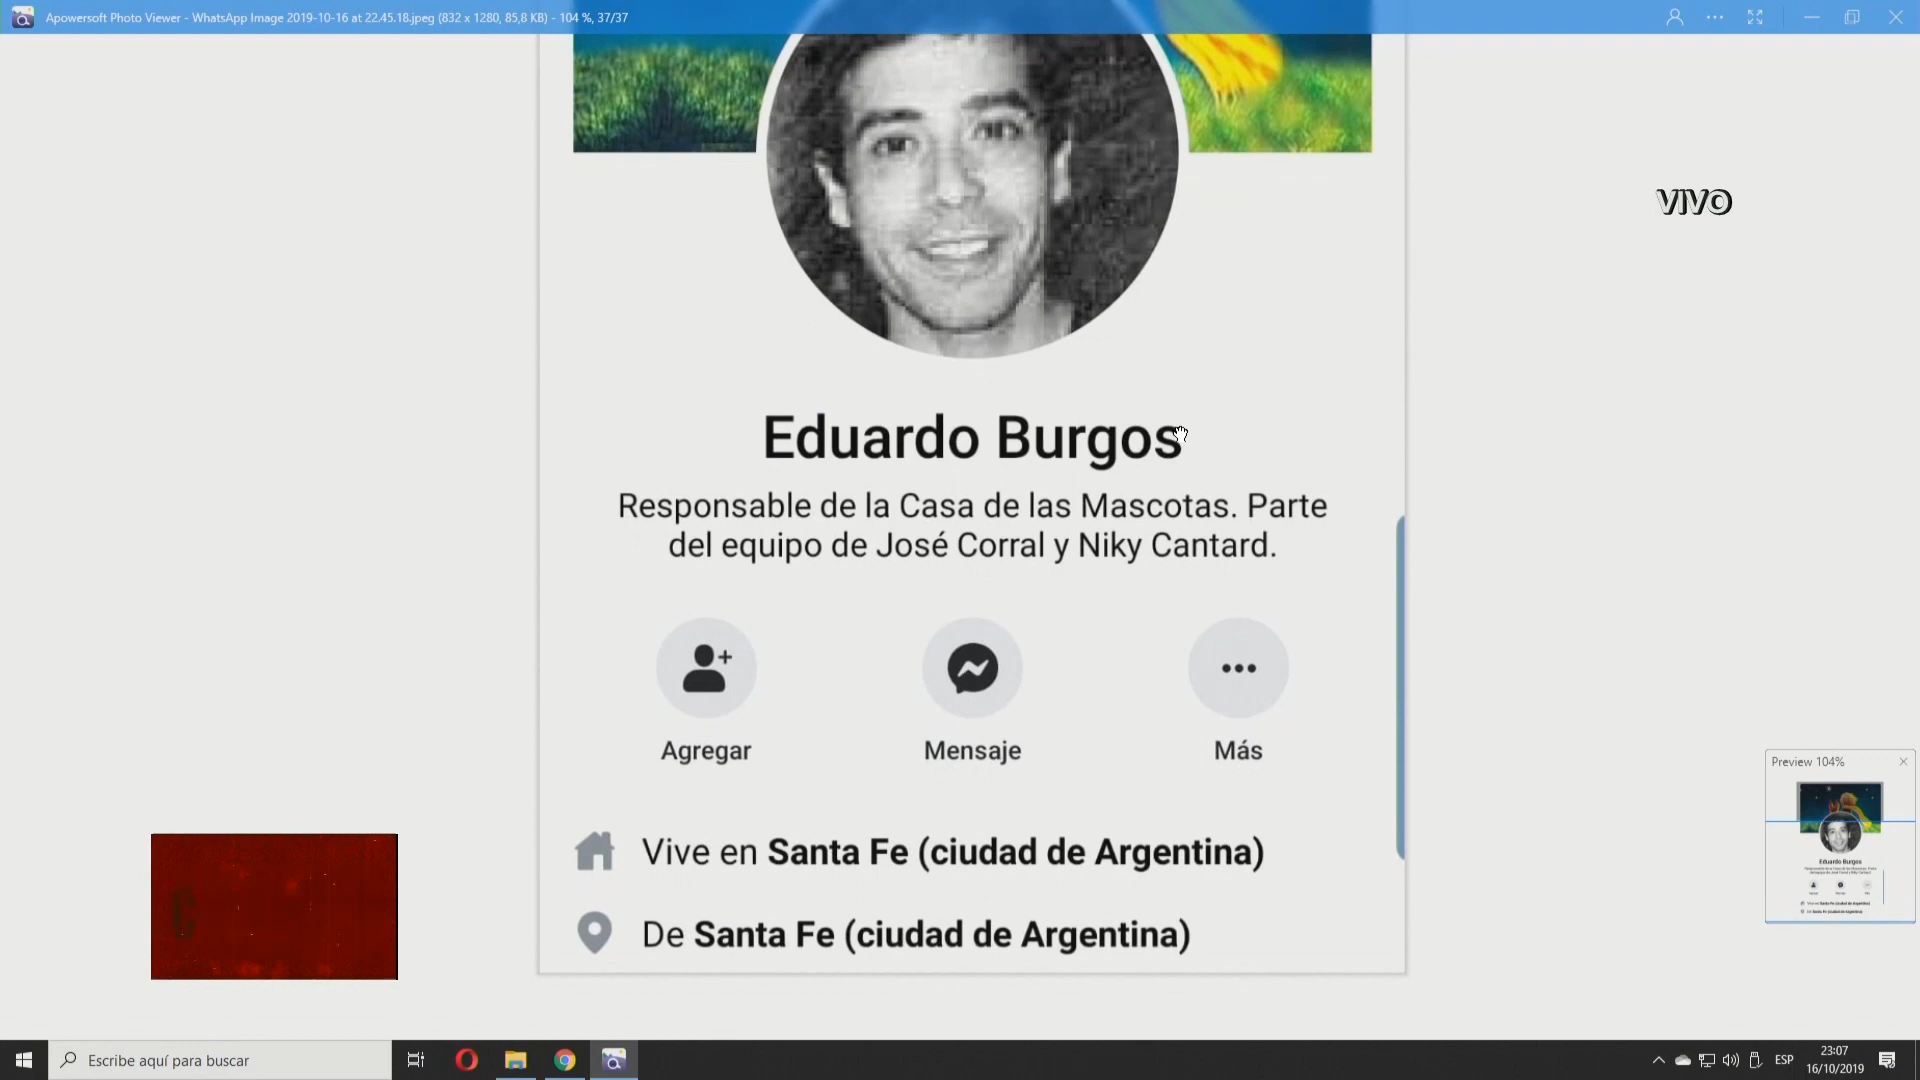 Apowersoft Photo Viewer - WhatsApp Image 2019-10-16 at 22.45.18.jpeg (832 x 1280, 85,8 KB) - 104 %, 37/37
VIVO
Eduardo Burgos
Responsable de la Casa de las Mascotas. Parte
del equipo de José Corral y Niky Cantard.
Agregar
Mensaje
Más
Preview 104%
Eduardo Burgos
Vive en Santa Fe (ciudad de Argentina)
De Santa Fe (ciudad de Argentina)
C
Escribe aquí para buscar
ESP
23:07
16/10/2019